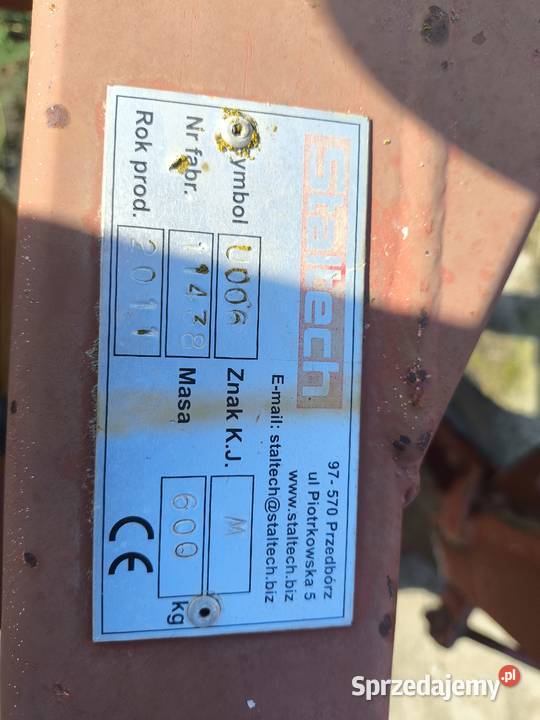 Staltech
97- 570 Przedbórz
ul Piotrkowska 5
www.staltech.biz
E-mail: staltech@staltech.biz
Symbol U006 Znak K.J. M
Nr fabr. 11438 Masa 600 kg
Rok prod. 2011 CE
Sprzedajemy.pl